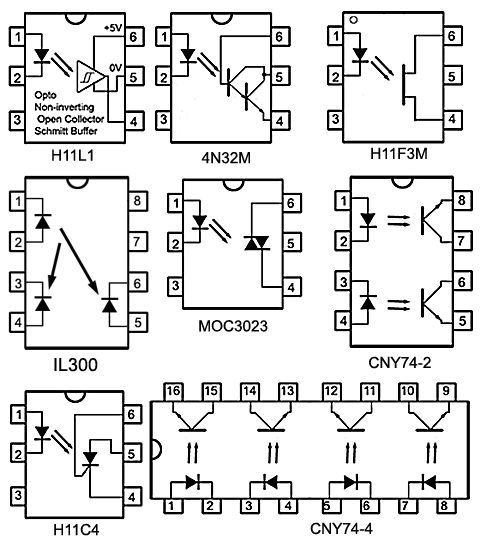 1 +5V 6
2 0V 5
3 4
Opto
Non-inverting
Open Collector
Schmitt Buffer
H11L1
1 6
2 5
3 4
4N32M
1 6
2 5
3 4
H11F3M
1 8
2 7
3 6
4 5
IL300
1 6
2 5
3 4
MOC3023
1 8
2 7
3 6
4 5
CNY74-2
1 6
2 5
3 4
H11C4
16 15 14 13 12 11 10 9
1 2 3 4 5 6 7 8
CNY74-4